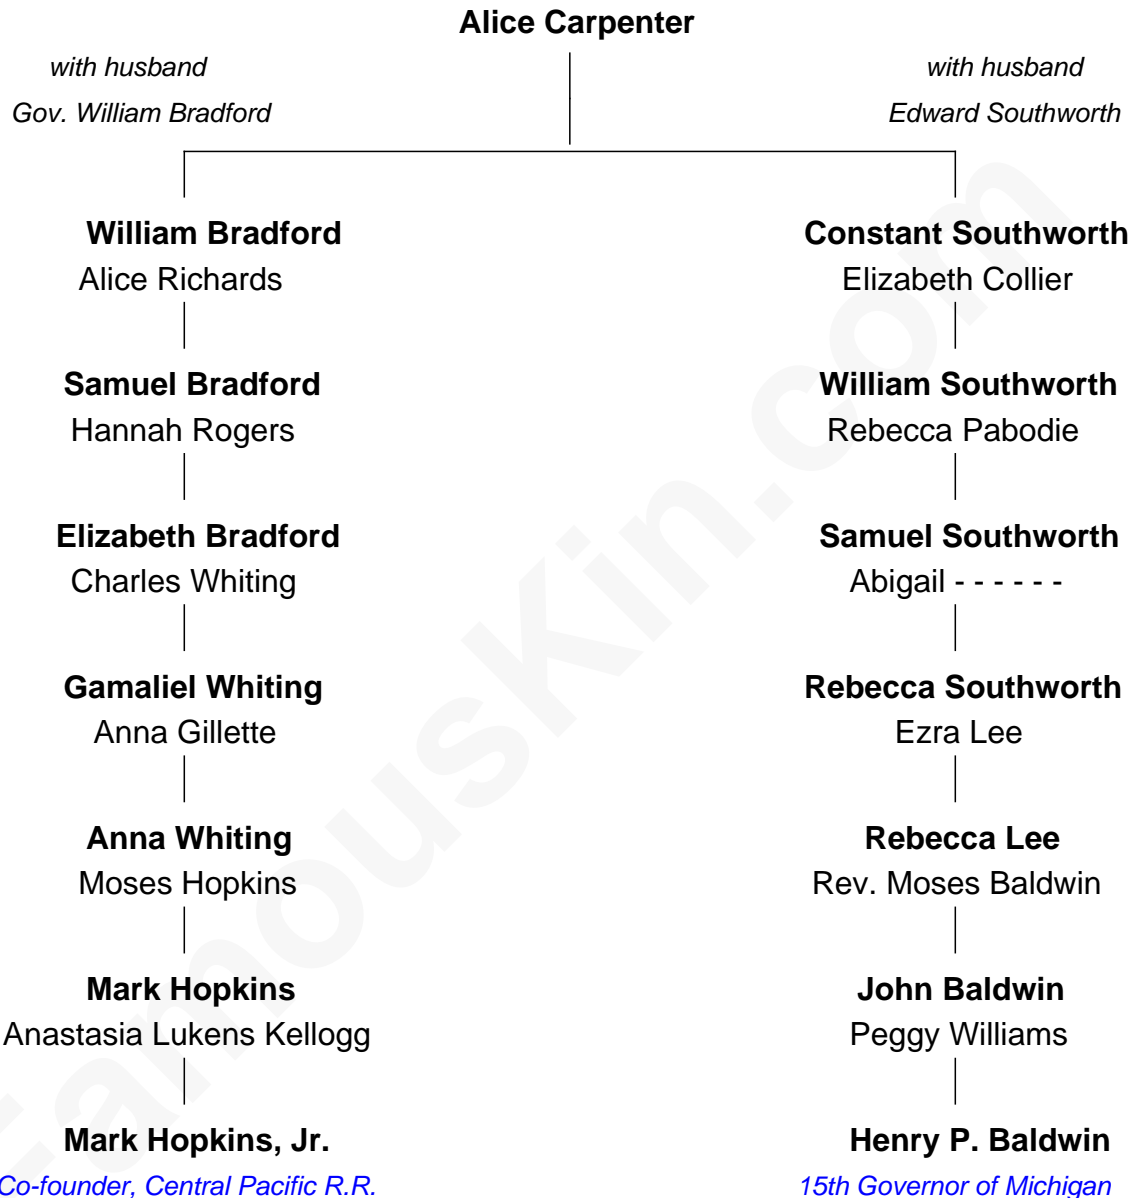 Alice Carpenter
with husband
Gov. William Bradford
with husband
Edward Southworth
William Bradford
Alice Richards
Constant Southworth
Elizabeth Collier
Samuel Bradford
Hannah Rogers
William Southworth
Rebecca Pabodie
Elizabeth Bradford
Charles Whiting
Samuel Southworth
Abigail - - - - - -
Gamaliel Whiting
Anna Gillette
Rebecca Southworth
Ezra Lee
Anna Whiting
Moses Hopkins
Rebecca Lee
Rev. Moses Baldwin
Mark Hopkins
Anastasia Lukens Kellogg
John Baldwin
Peggy Williams
Mark Hopkins, Jr.
Co-founder, Central Pacific R.R.
Henry P. Baldwin
15th Governor of Michigan
FamousKin.com